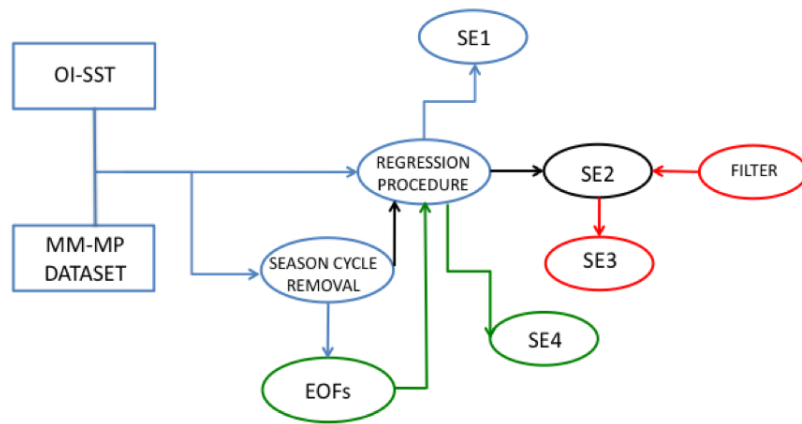 SE1
OI-SST
REGRESSION
PROCEDURE
SE2
FILTER
MM-MP
DATASET
SEASON CYCLE
REMOVAL
SE3
SE4
EOFs